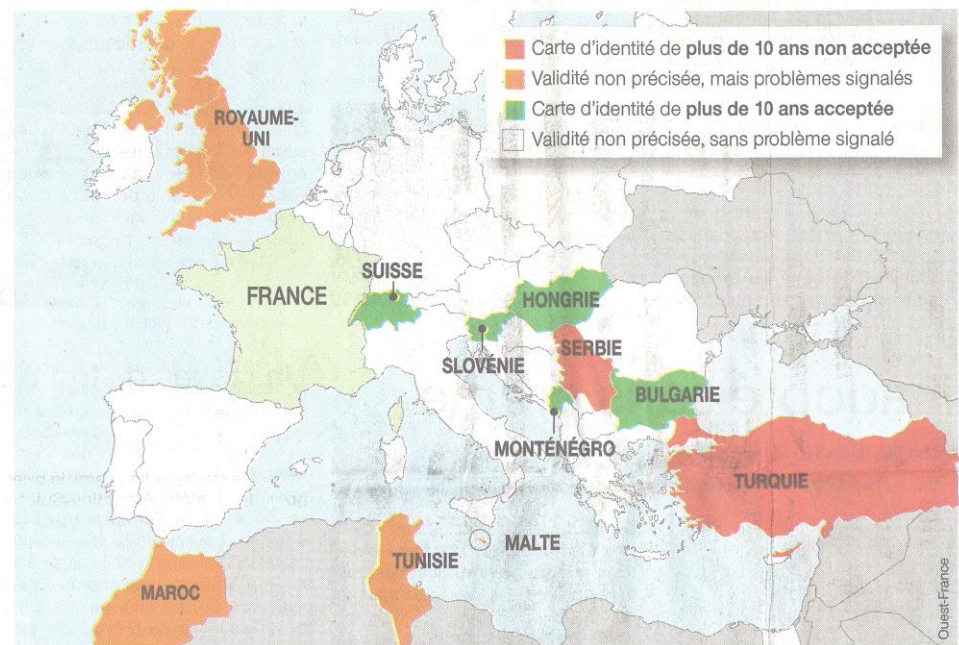 Carte d'identité de plus de 10 ans non acceptée
Validité non précisée, mais problèmes signalés
Carte d'identité de plus de 10 ans acceptée
Validité non précisée, sans problème signalé
ROYAUME-
UNI
FRANCE
SUISSE
HONGRIE
SLOVÉNIE
SERBIE
BULGARIE
MONTÉNÉGRO
TURQUIE
MALTE
TUNISIE
MAROC
Ouest-France